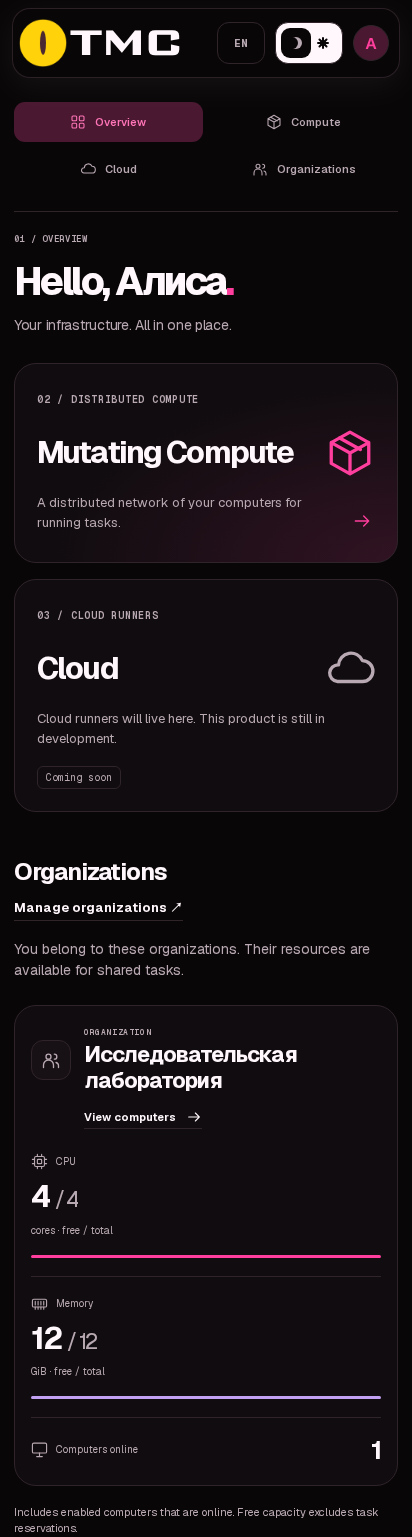 TMC
EN
A
Overview
Compute
Cloud
Organizations
01 / OVERVIEW
Hello, Алиса.
Your infrastructure. All in one place.
02 / DISTRIBUTED COMPUTE
Mutating Compute
A distributed network of your computers for
running tasks.
03 / CLOUD RUNNERS
Cloud
Cloud runners will live here. This product is still in
development.
Coming soon
Organizations
Manage organizations ↗
You belong to these organizations. Their resources are
available for shared tasks.
ORGANIZATION
Исследовательская
лаборатория
View computers →
CPU
4 / 4
cores · free / total
Memory
12 / 12
GiB · free / total
Computers online
1
Includes enabled computers that are online. Free capacity excludes task
reservations.